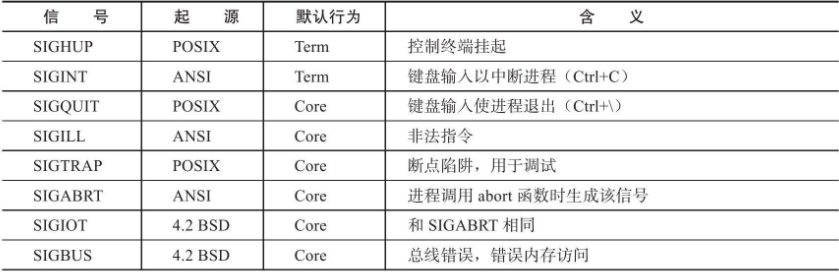 信 号 起 源 默认行为 含 义
SIGHUP POSIX Term 控制终端挂起
SIGINT ANSI Term 键盘输入以中断进程（Ctrl+C）
SIGQUIT POSIX Core 键盘输入使进程退出（Ctrl+\）
SIGILL ANSI Core 非法指令
SIGTRAP POSIX Core 断点陷阱，用于调试
SIGABRT ANSI Core 进程调用 abort 函数时生成该信号
SIGIOT 4.2 BSD Core 和 SIGABRT 相同
SIGBUS 4.2 BSD Core 总线错误，错误内存访问